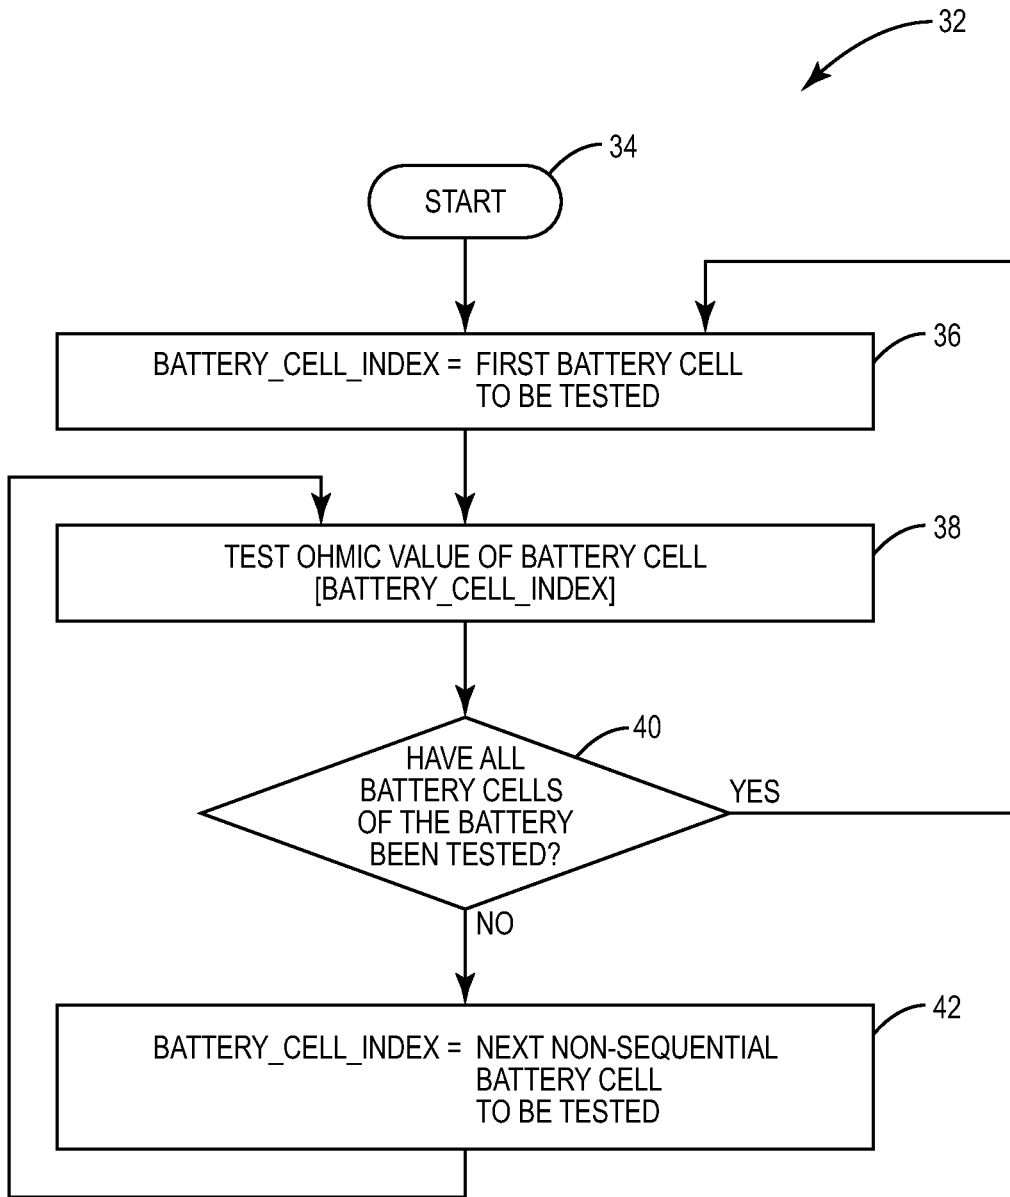 32
34
START
36
BATTERY_CELL_INDEX = FIRST BATTERY CELL
TO BE TESTED
38
TEST OHMIC VALUE OF BATTERY CELL
[BATTERY_CELL_INDEX]
40
HAVE ALL
BATTERY CELLS
OF THE BATTERY
BEEN TESTED?
YES
NO
42
BATTERY_CELL_INDEX = NEXT NON-SEQUENTIAL
BATTERY CELL
TO BE TESTED